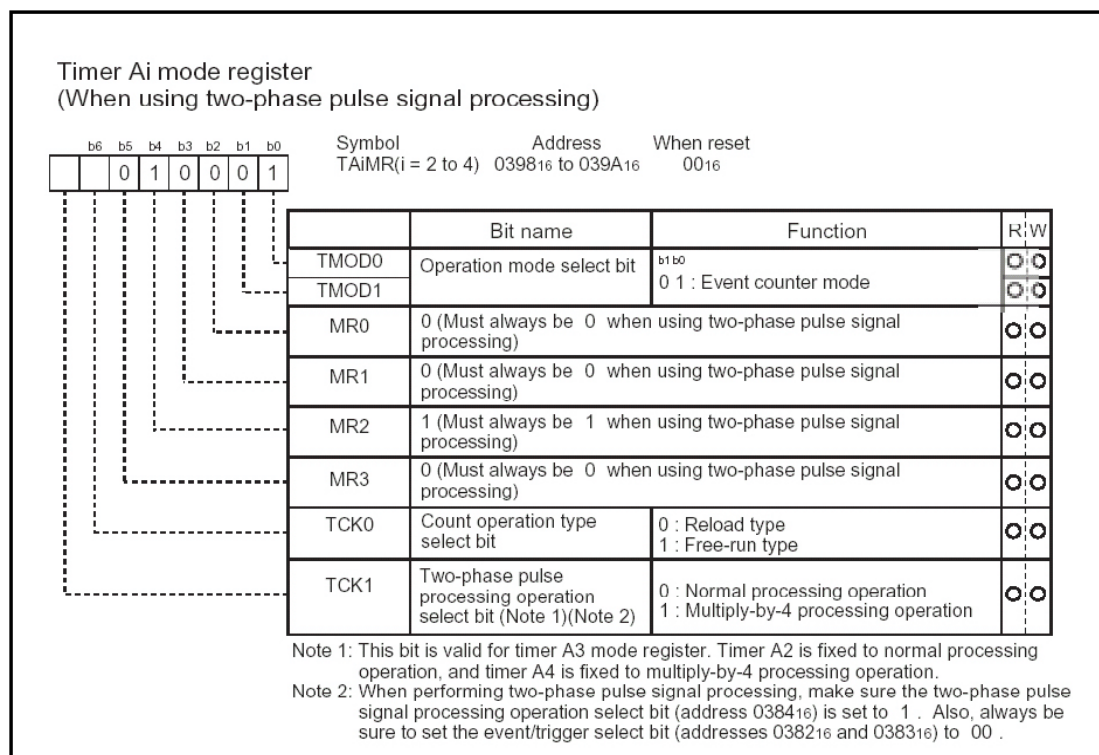 Timer Ai mode register
(When using two-phase pulse signal processing)
b6 b5 b4 b3 b2 b1 b0
0 1 0 0 0 1
Symbol Address When reset
TAiMR(i = 2 to 4) 039816 to 039A16 0016
Bit name Function R W
TMOD0 Operation mode select bit b1 b0
0 1 : Event counter mode
TMOD1
MR0 0 (Must always be 0 when using two-phase pulse signal
processing)
MR1 0 (Must always be 0 when using two-phase pulse signal
processing)
MR2 1 (Must always be 1 when using two-phase pulse signal
processing)
MR3 0 (Must always be 0 when using two-phase pulse signal
processing)
TCK0 Count operation type 0 : Reload type
select bit 1 : Free-run type
TCK1 Two-phase pulse
processing operation 0 : Normal processing operation
select bit (Note 1)(Note 2) 1 : Multiply-by-4 processing operation
Note 1: This bit is valid for timer A3 mode register. Timer A2 is fixed to normal processing
operation, and timer A4 is fixed to multiply-by-4 processing operation.
Note 2: When performing two-phase pulse signal processing, make sure the two-phase pulse
signal processing operation select bit (address 038416) is set to 1 . Also, always be
sure to set the event/trigger select bit (addresses 038216 and 038316) to 00 .